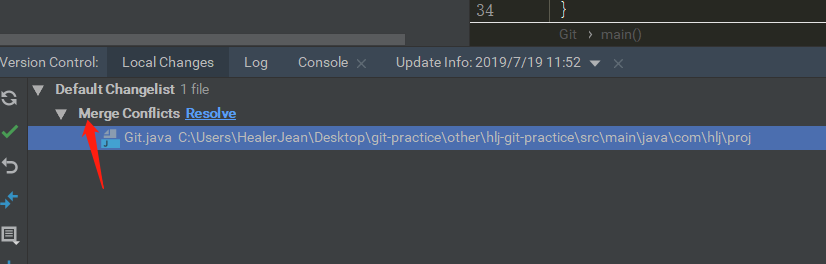 34 }
Git › main()
Version Control: Local Changes Log Console × Update Info: 2019/7/19 11:52 ×
Default Changelist 1 file
Merge Conflicts Resolve
Git.java C:\Users\HealerJean\Desktop\git-practice\other\hlj-git-practice\src\main\java\com\hlj\proj